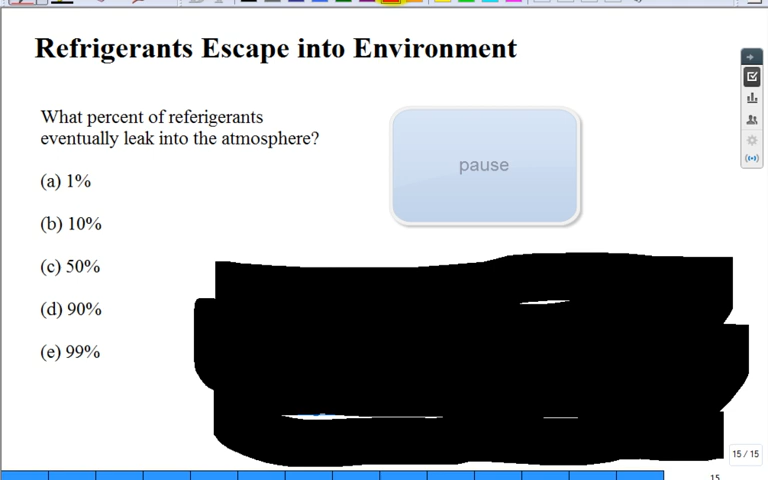 Refrigerants Escape into Environment
What percent of referigerants
eventually leak into the atmosphere?
pause
(a) 1%
(b) 10%
(c) 50%
(d) 90%
(e) 99%
15 / 15
15